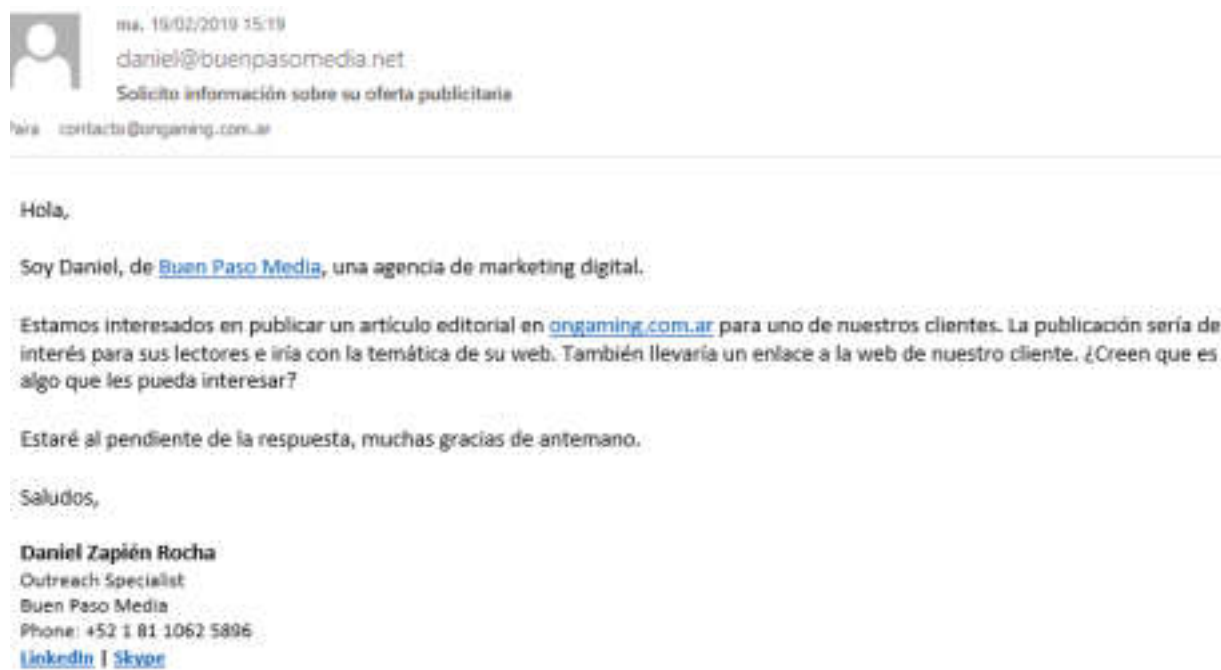 ma. 19/02/2019 15:19
daniel@buenpasomedia.net
Solicito información sobre su oferta publicitaria
Para contacto@ongaming.com.ar
Hola,
Soy Daniel, de Buen Paso Media, una agencia de marketing digital.
Estamos interesados en publicar un artículo editorial en ongaming.com.ar para uno de nuestros clientes. La publicación sería de
interés para sus lectores e iría con la temática de su web. También llevaría un enlace a la web de nuestro cliente. ¿Creen que es
algo que les pueda interesar?
Estaré al pendiente de la respuesta, muchas gracias de antemano.
Saludos,
Daniel Zapién Rocha
Outreach Specialist
Buen Paso Media
Phone: +52 1 81 1062 5896
LinkedIn | Skype